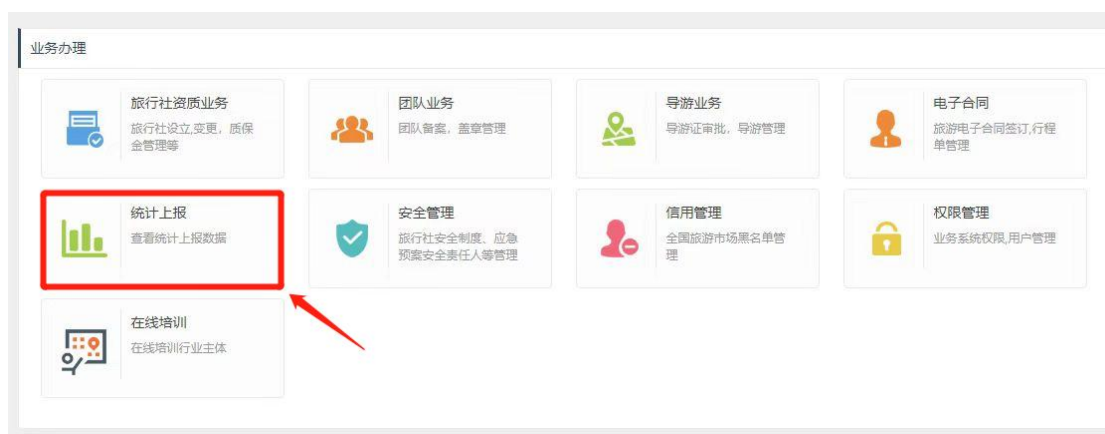 业务办理
旅行社资质业务
旅行社设立,变更，质保
金管理等
团队业务
团队备案，盖章管理
导游业务
导游证审批，导游管理
电子合同
旅游电子合同签订,行程
单管理
统计上报
查看统计上报数据
安全管理
旅行社安全制度、应急
预案安全责任人等管理
信用管理
全国旅游市场黑名单管
理
权限管理
业务系统权限,用户管理
在线培训
在线培训行业主体